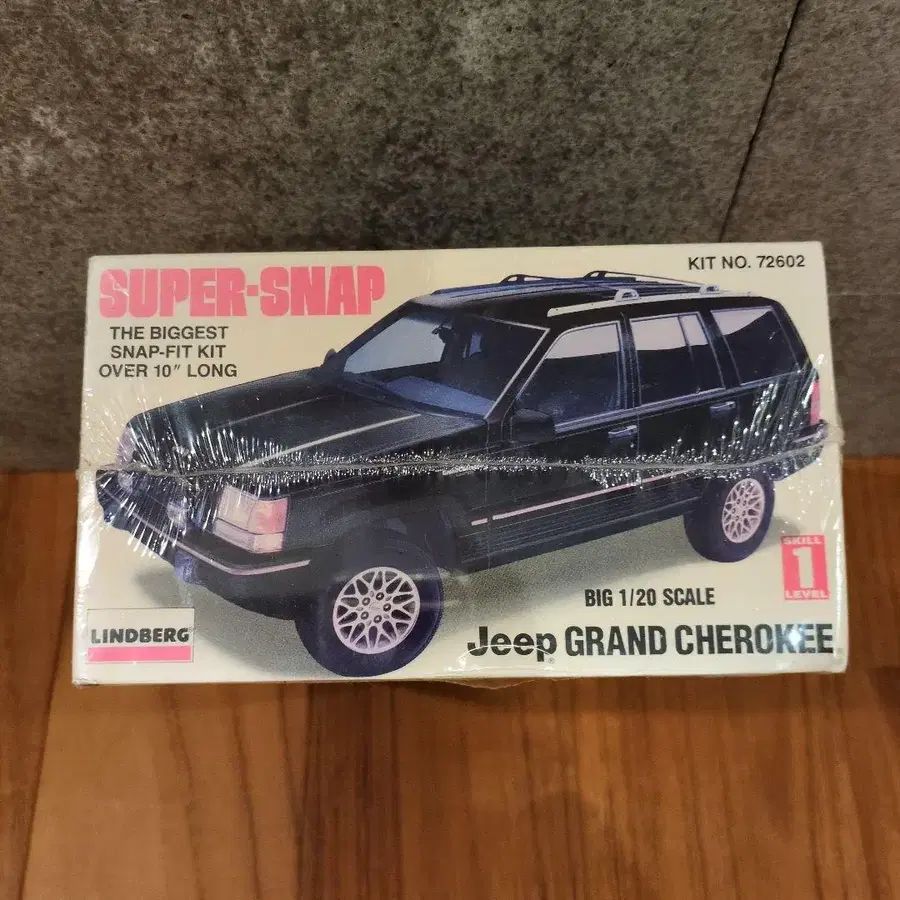 SUPER-SNAP
KIT NO. 72602
THE BIGGEST
SNAP-FIT KIT
OVER 10" LONG
SKILL
1
LEVEL
BIG 1/20 SCALE
LINDBERG
Jeep® GRAND CHEROKEE